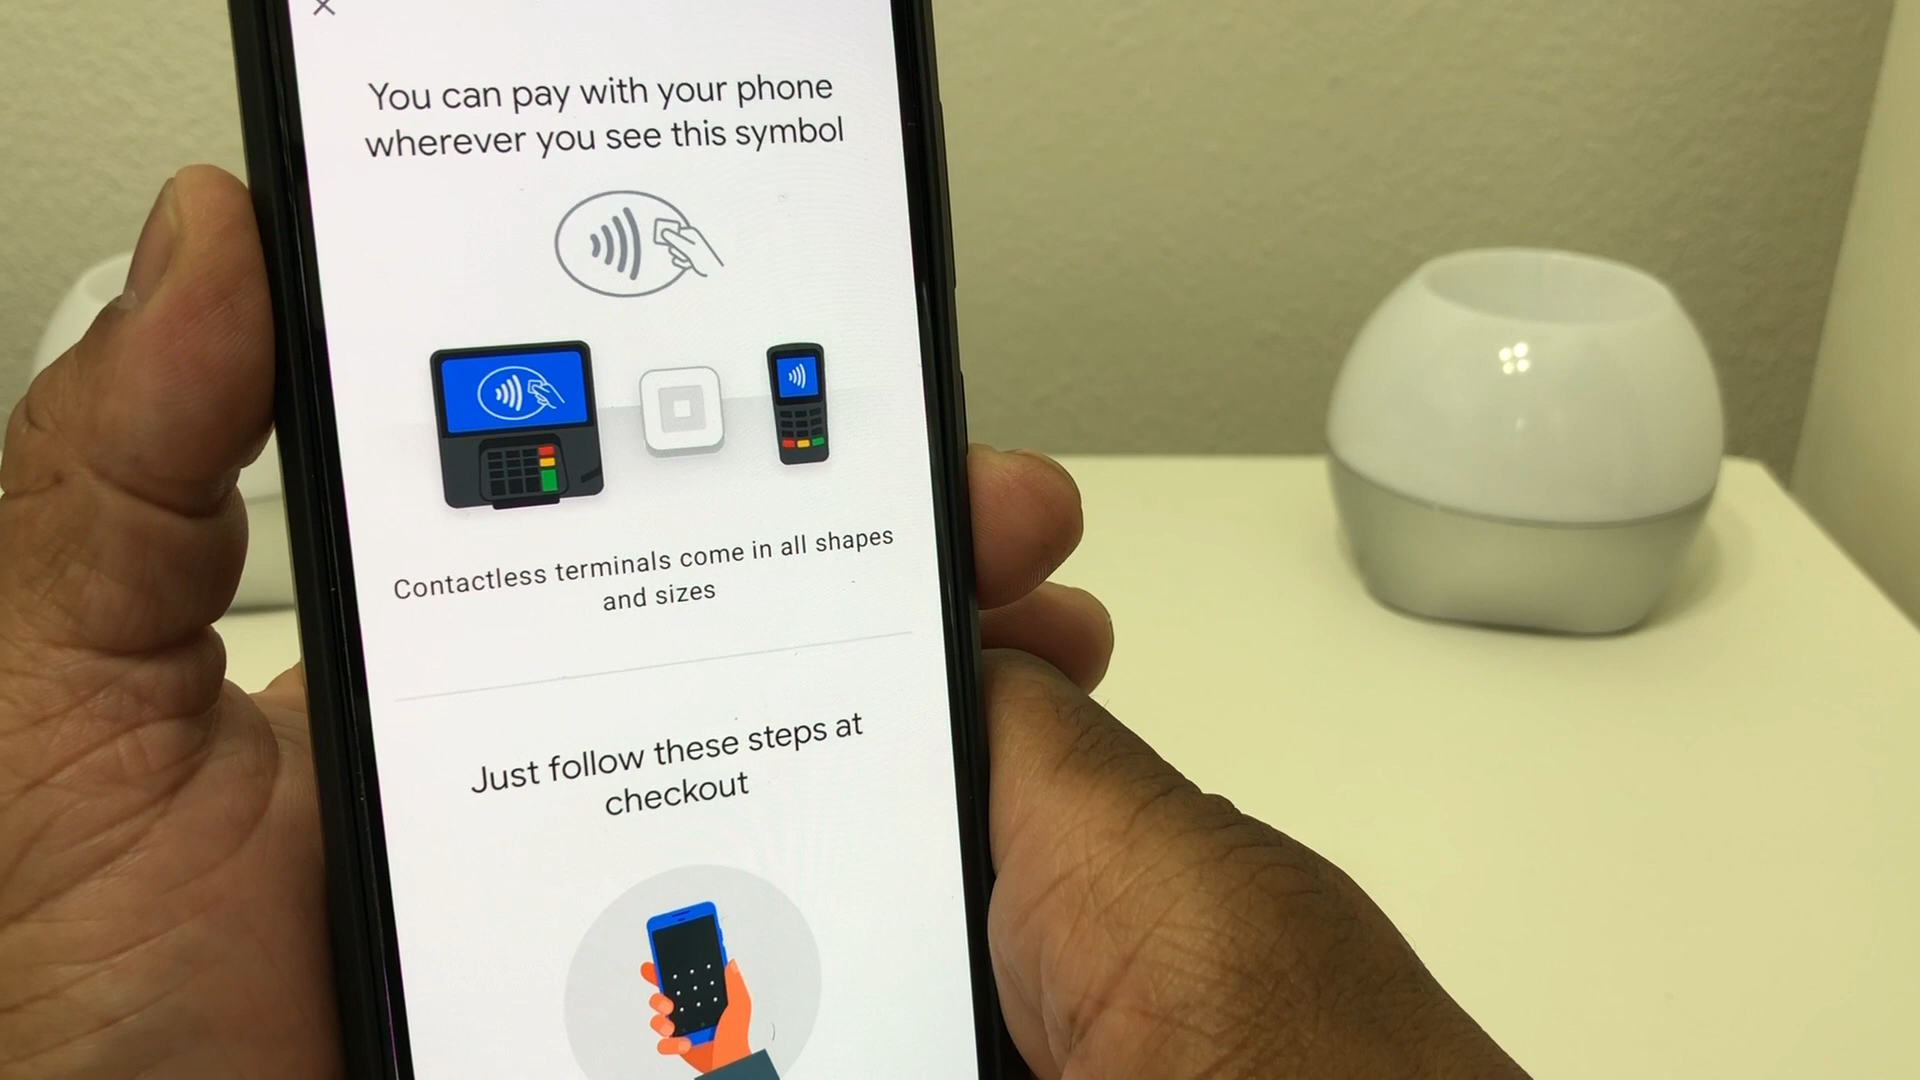 You can pay with your phone
wherever you see this symbol
Contactless terminals come in all shapes
and sizes
Just follow these steps at
checkout